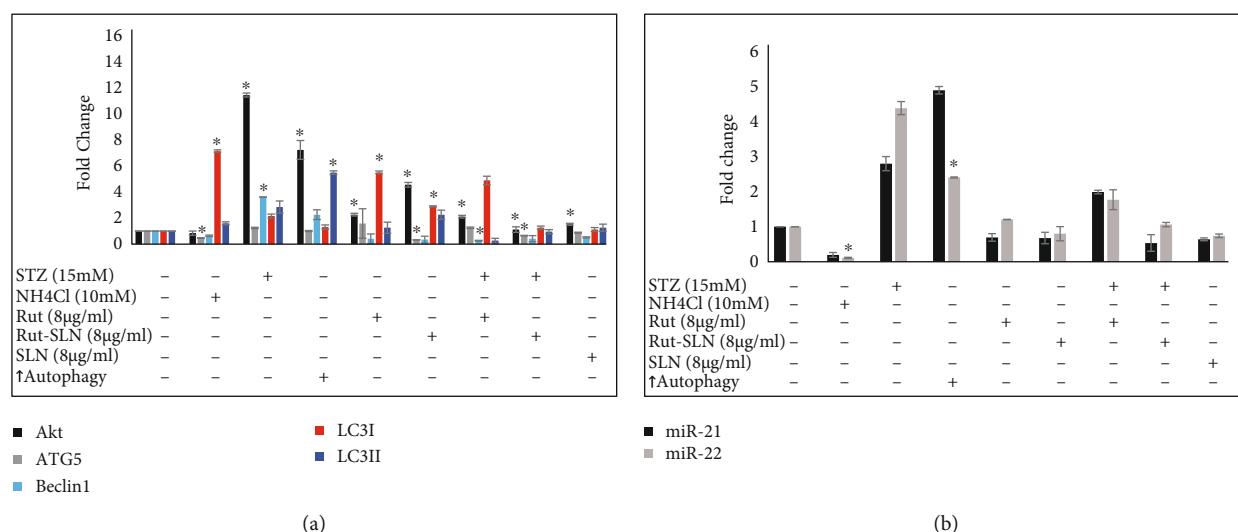 16
14
12
10
8
6
4
2
0
Fold Change
* * * * * * * * * * * * * * * * *
STZ (15mM) – – + – – – + + –
NH4Cl (10mM) – + – – – – – – –
Rut (8µg/ml) – – – – + – + – –
Rut-SLN (8µg/ml) – – – – – + – + –
SLN (8µg/ml) – – – – – – – – +
↑Autophagy – – – + – – – – –
Akt
ATG5
Beclin1
LC3I
LC3II
(a)
6
5
4
3
2
1
0
Fold change
* *
STZ (15mM) – – + – – – + + –
NH4Cl (10mM) – + – – – – – – –
Rut (8µg/ml) – – – – + – + – –
Rut-SLN (8µg/ml) – – – – – + – + –
SLN (8µg/ml) – – – – – – – – +
↑Autophagy – – – + – – – – –
miR-21
miR-22
(b)